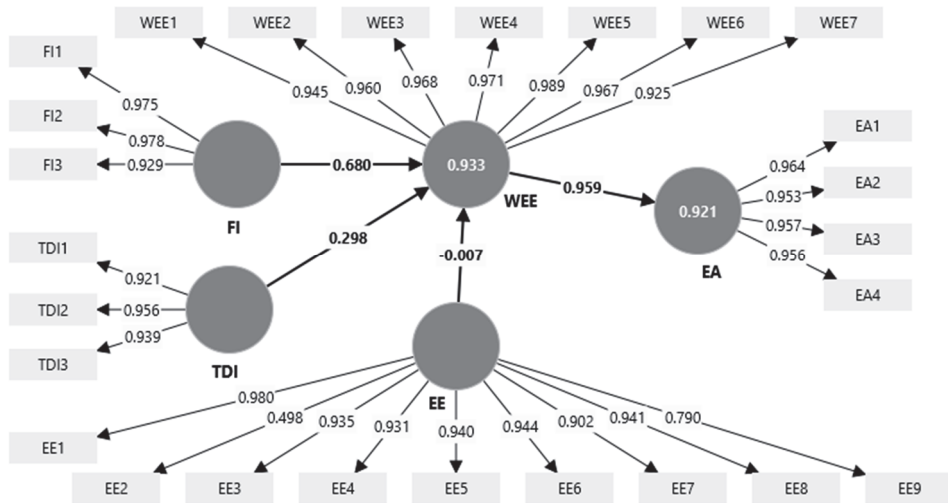 WEE1 WEE2 WEE3 WEE4 WEE5 WEE6 WEE7
FI1
0.945 0.960 0.968 0.971 0.989 0.967 0.925
0.975
FI2
0.978
FI3
0.929
0.680
0.933
WEE
FI
0.959
0.921
EA
EA1
0.964
EA2
0.953
EA3
0.957
EA4
0.956
TDI1
0.921
TDI2
0.956
TDI3
0.939
TDI
0.298
-0.007
EE
0.980 0.498 0.935 0.931 0.940 0.944 0.902 0.941 0.790
EE1
EE2 EE3 EE4 EE5 EE6 EE7 EE8 EE9